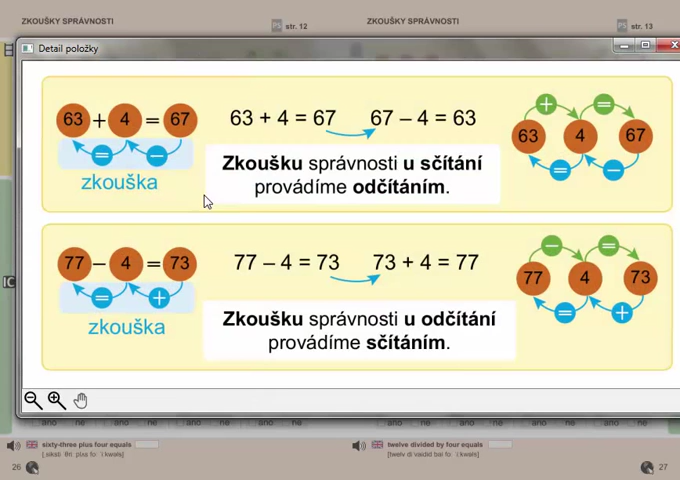 ZKOUŠKY SPRÁVNOSTI
str. 12
ZKOUŠKY SPRÁVNOSTI
str. 13
Detail položky
63 + 4 = 67
zkouška
63 + 4 = 67
67 – 4 = 63
Zkoušku správnosti u sčítání
provádíme odčítáním.
+ =
63 4 67
= –
77 – 4 = 73
= +
zkouška
77 – 4 = 73
73 + 4 = 77
Zkoušku správnosti u odčítání
provádíme sčítáním.
– =
77 4 73
= +
sixty-three plus four equals
twelve divided by four equals
26
27